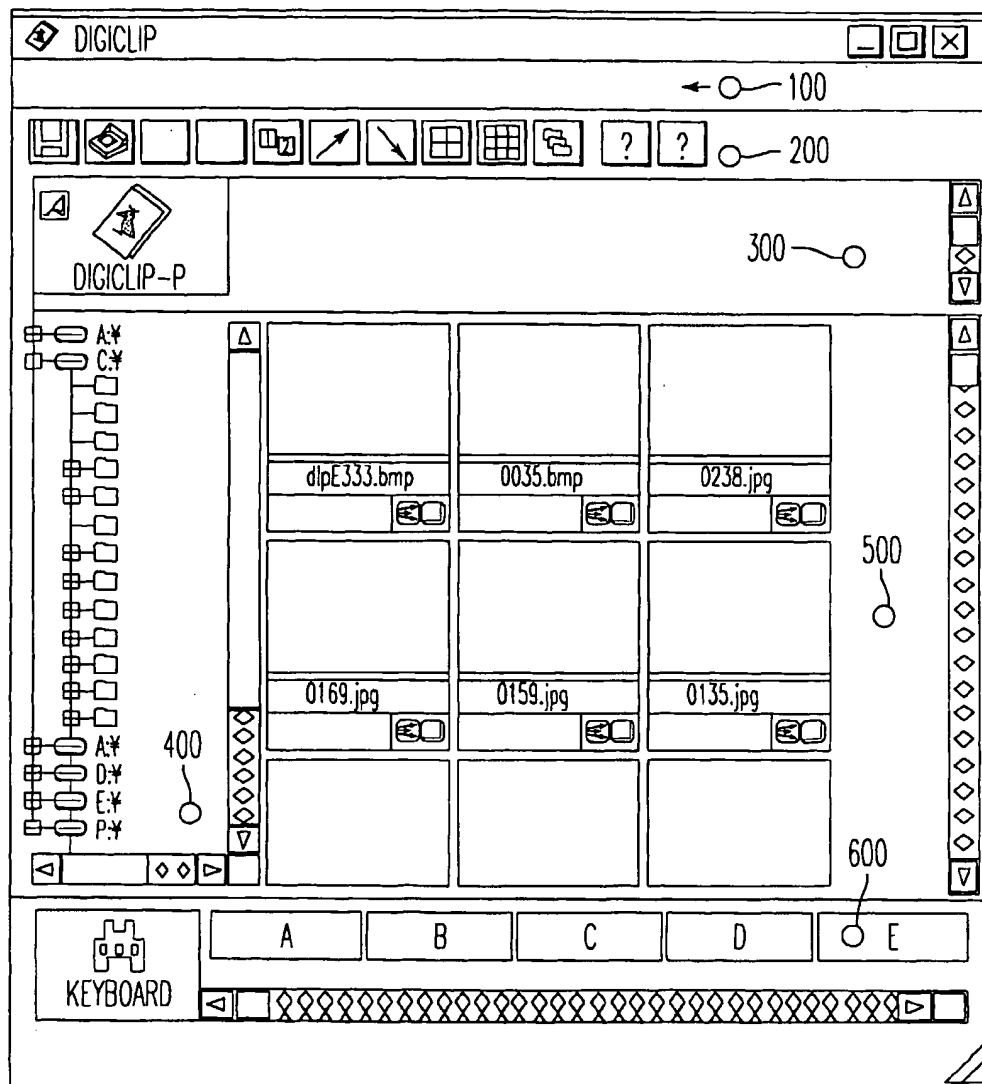 DIGICLIP
100
? ? 200
DIGICLIP-P
300
A:¥
C:¥
dlpE333.bmp 0035.bmp 0238.jpg
500
0169.jpg 0159.jpg 0135.jpg
400
A:¥
D:¥
E:¥
P:¥
600
A B C D E
KEYBOARD